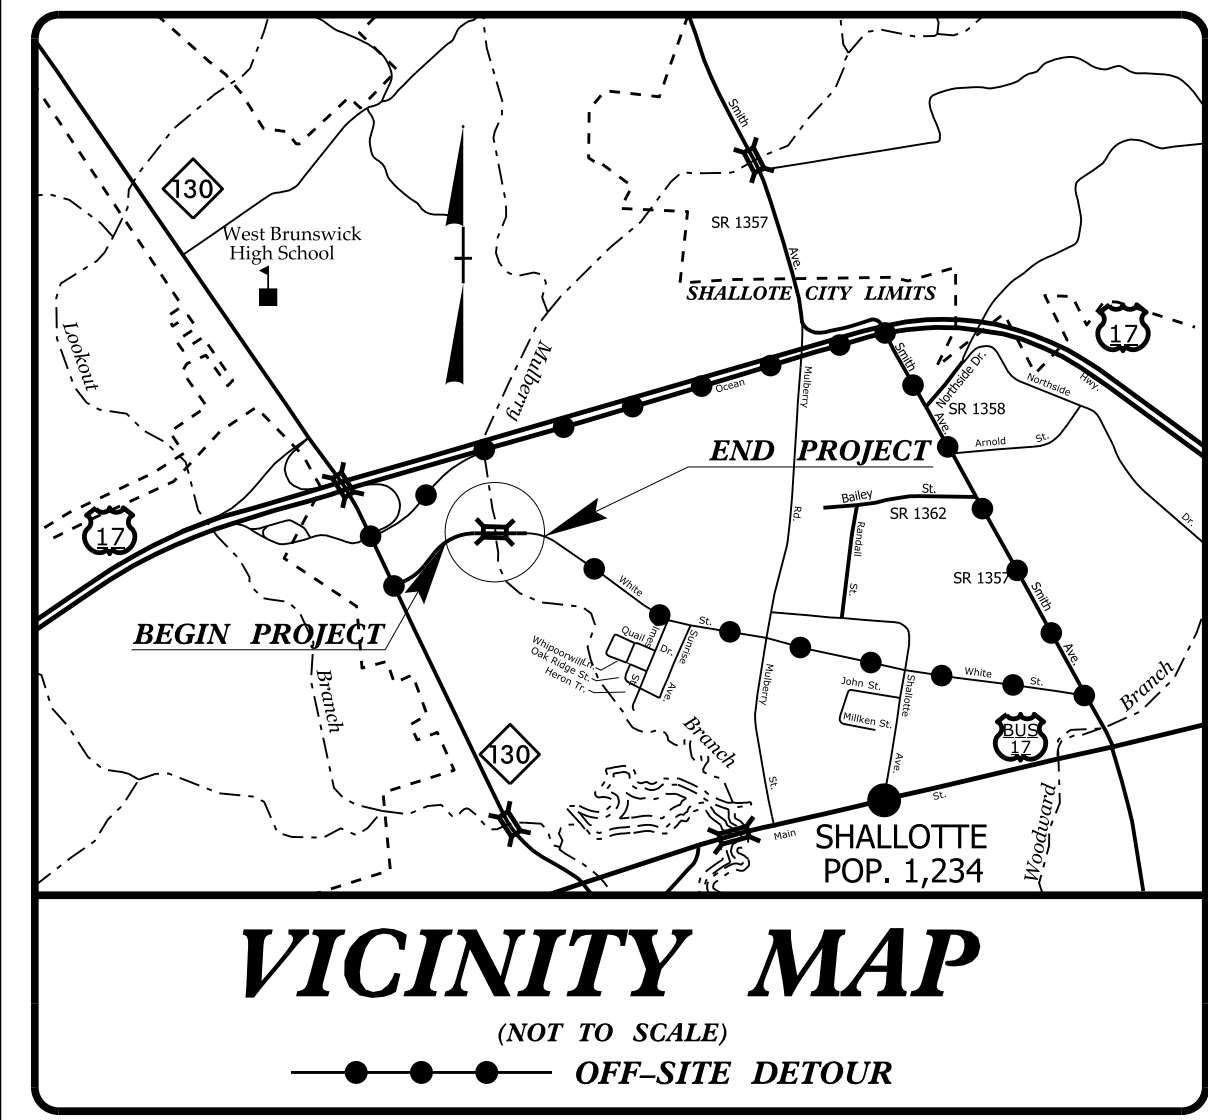 Smith
130
SR 1357
West Brunswick
High School
Ave.
SHALLOTE CITY LIMITS
17
Lookout
Mulberry
Ocean
Mulberry
Smith
Northside Dr.
Northside
Hwy.
SR 1358
Ave.
Arnold St.
END PROJECT
Bailey St.
SR 1362
Rd.
Randall
St.
Dr.
17
SR 1357
White
Smith
BEGIN PROJECT
St.
Quail
Dr.
Sunrise
Ave.
Whipoorwill Ln.
Oak Ridge St.
Heron Tr.
Ave.
White St.
Branch
Mulberry
John St.
Shallotte
Millken St.
Branch
Branch
BUS
17
130
Ave.
St.
St.
Main
Woodward
SHALLOTTE
POP. 1,234
VICINITY MAP
(NOT TO SCALE)
OFF–SITE DETOUR